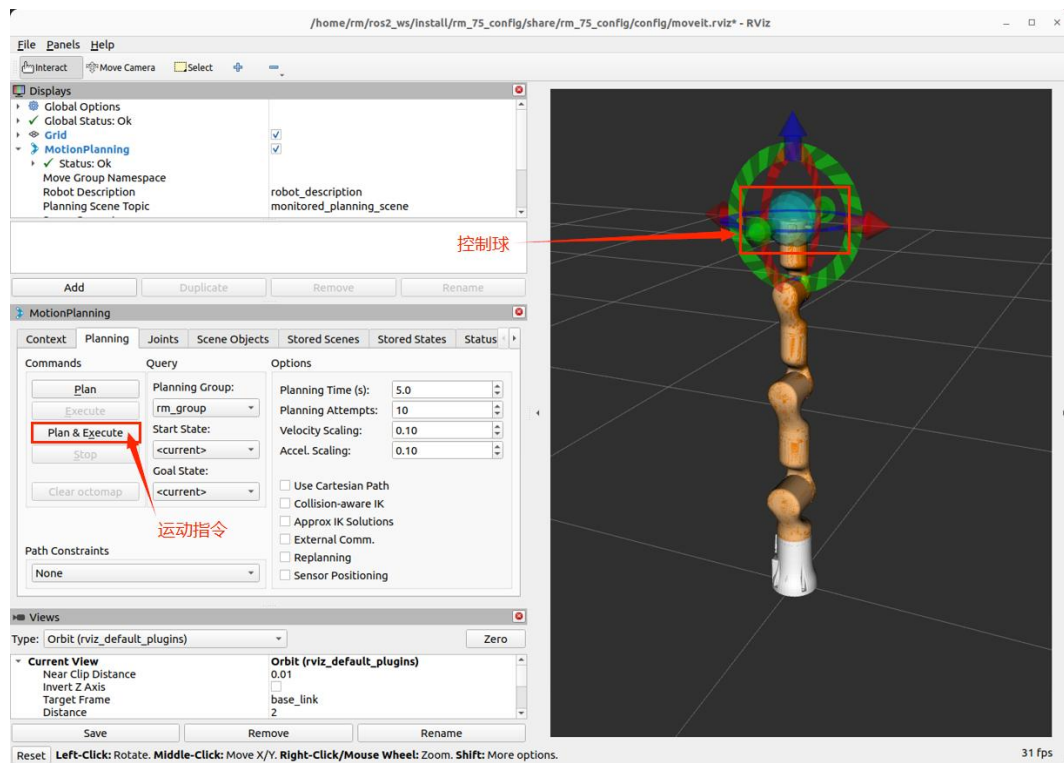 /home/rm/ros2_ws/install/rm_75_config/share/rm_75_config/config/moveit.rviz* - RViz
File Panels Help
Interact Move Camera Select
Displays
Global Options
Global Status: Ok
Grid
MotionPlanning
Status: Ok
Move Group Namespace
Robot Description robot_description
Planning Scene Topic monitored_planning_scene
控制球
Add Duplicate Remove Rename
MotionPlanning
Context Planning Joints Scene Objects Stored Scenes Stored States Status
Commands Query Options
Plan Planning Group: Planning Time (s): 5.0
Execute rm_group Planning Attempts: 10
Plan & Execute Start State: Velocity Scaling: 0.10
Stop <current> Accel. Scaling: 0.10
Goal State:
Clear octomap <current> Use Cartesian Path
Collision-aware IK
Approx IK Solutions
运动指令 External Comm.
Path Constraints Replanning
None Sensor Positioning
Views
Type: Orbit (rviz_default_plugins) Zero
Current View Orbit (rviz_default_plugins)
Near Clip Distance 0.01
Invert Z Axis
Target Frame base_link
Distance 2
Save Remove Rename
Reset Left-Click: Rotate. Middle-Click: Move X/Y. Right-Click/Mouse Wheel: Zoom. Shift: More options. 31 fps